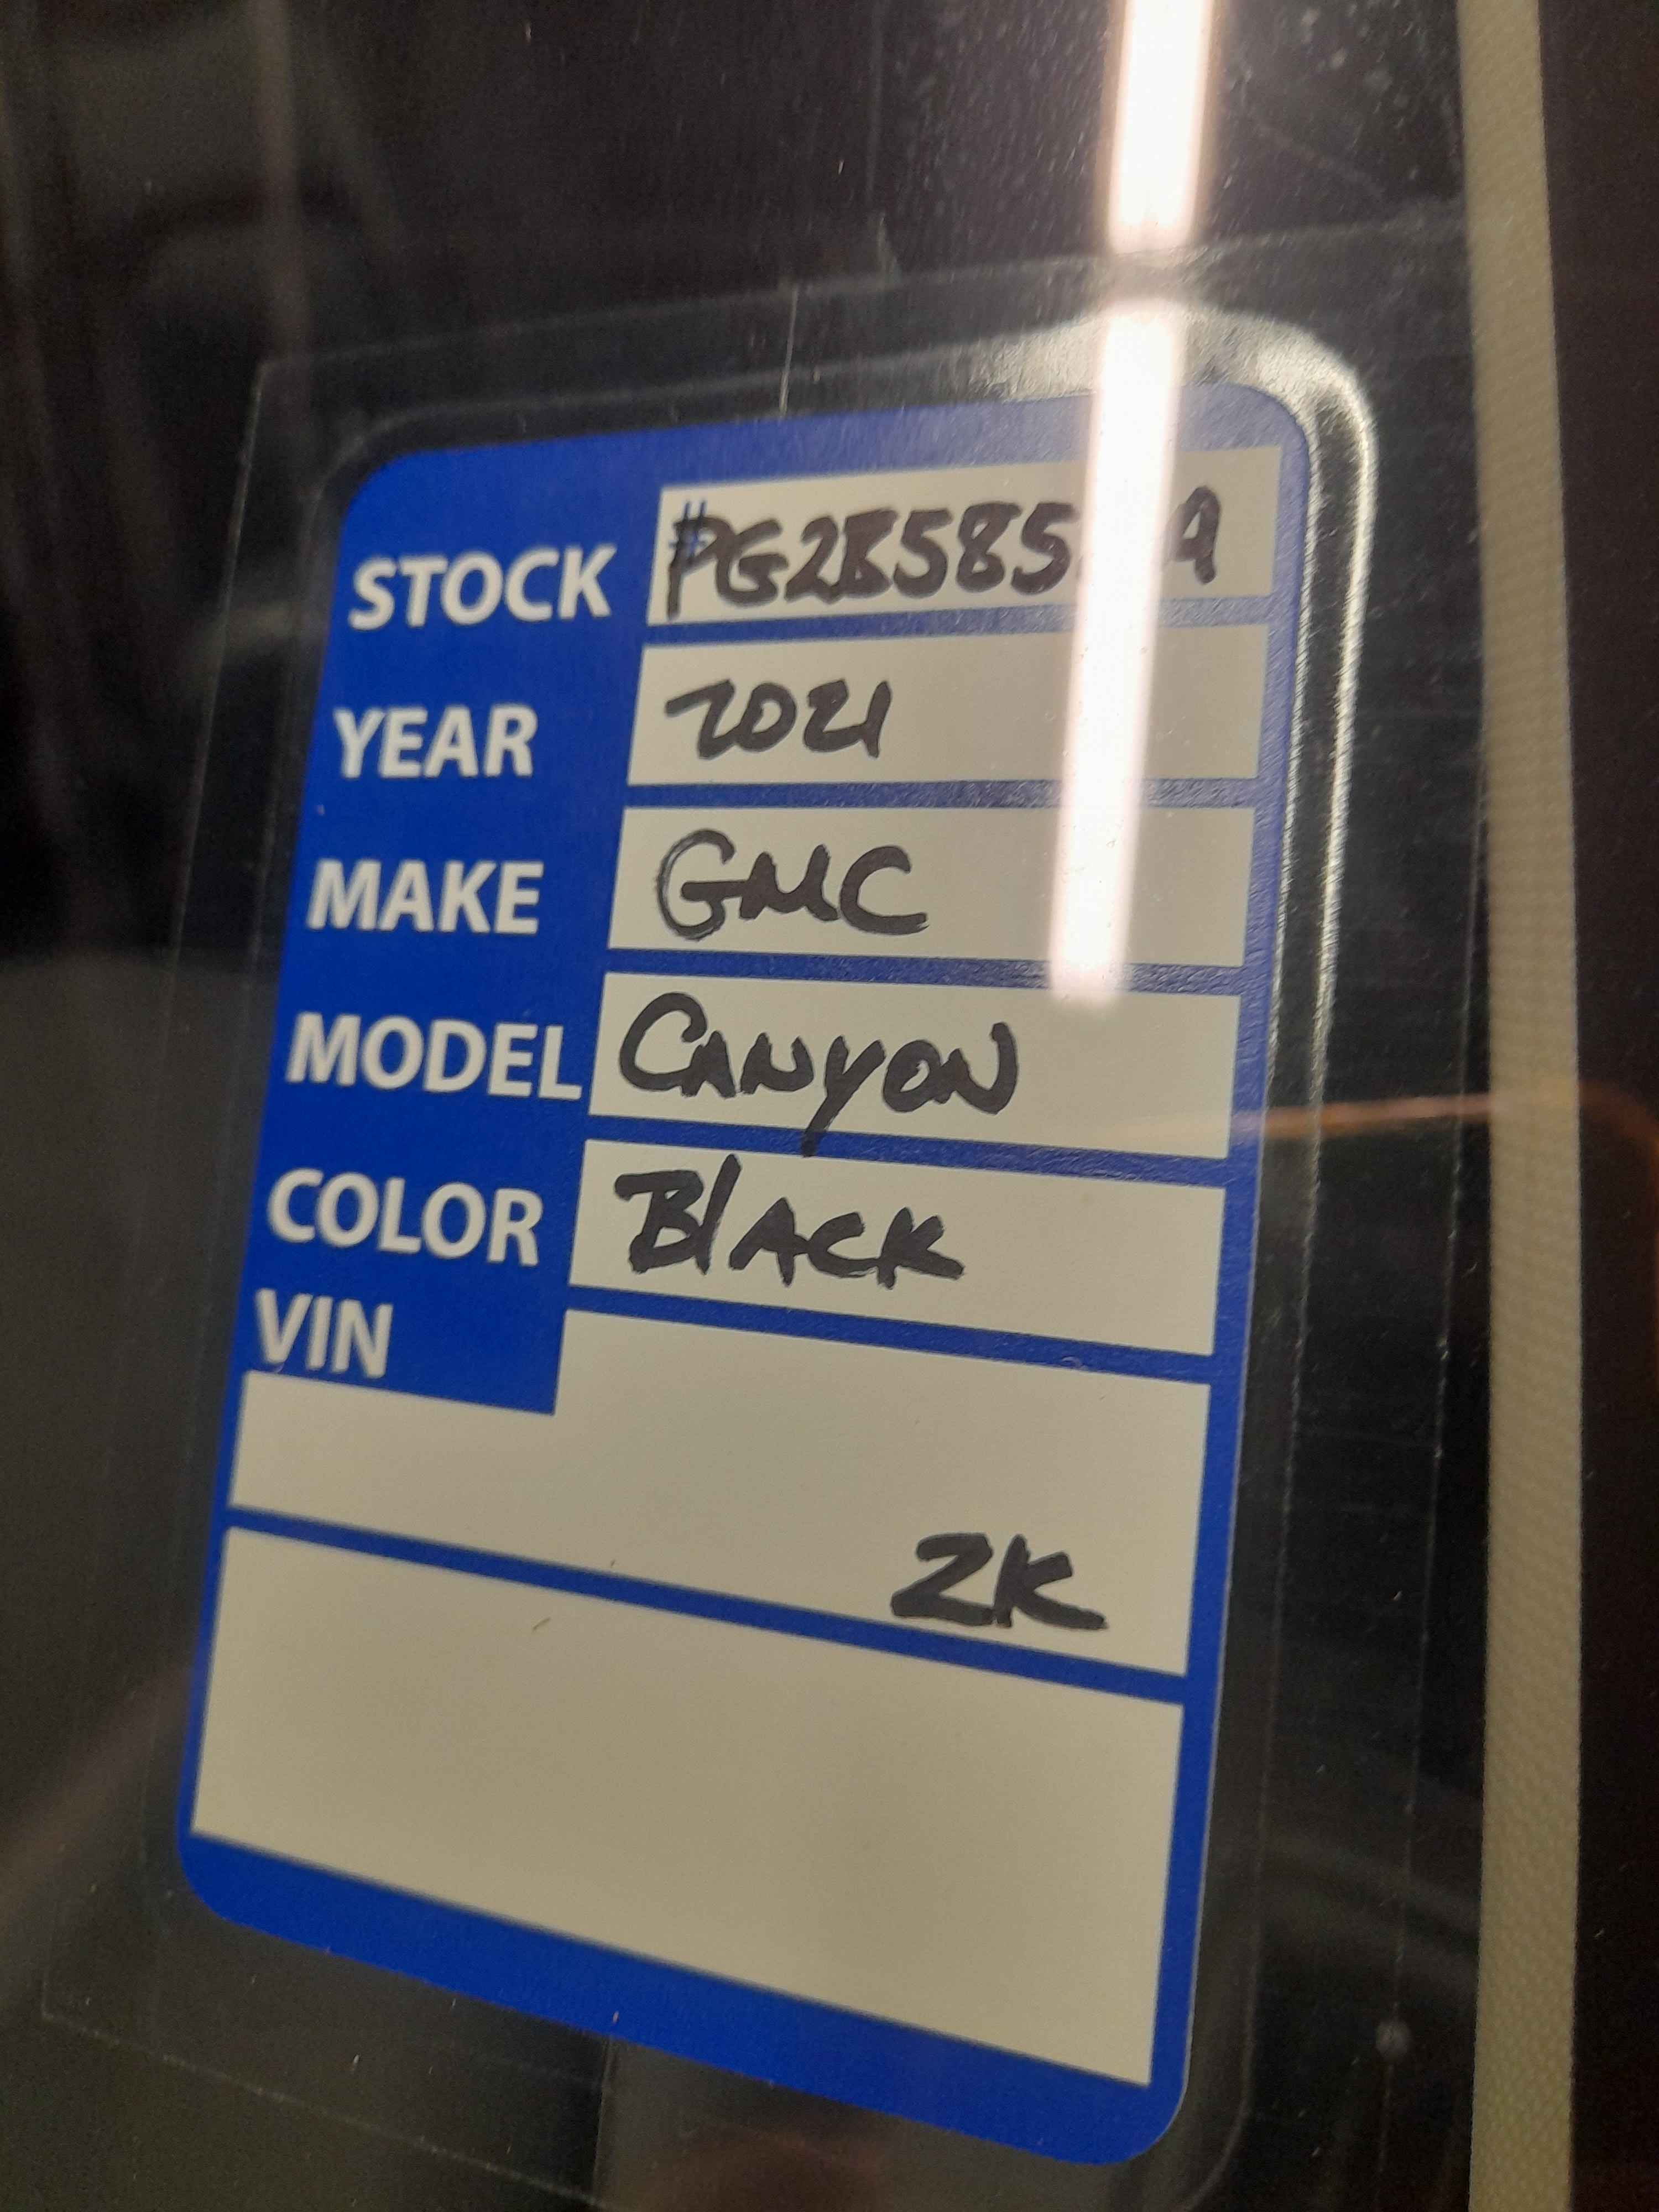 STOCK
YEAR 2021
MAKE GMC
MODEL CANYON
COLOR BLACK
VIN
2K